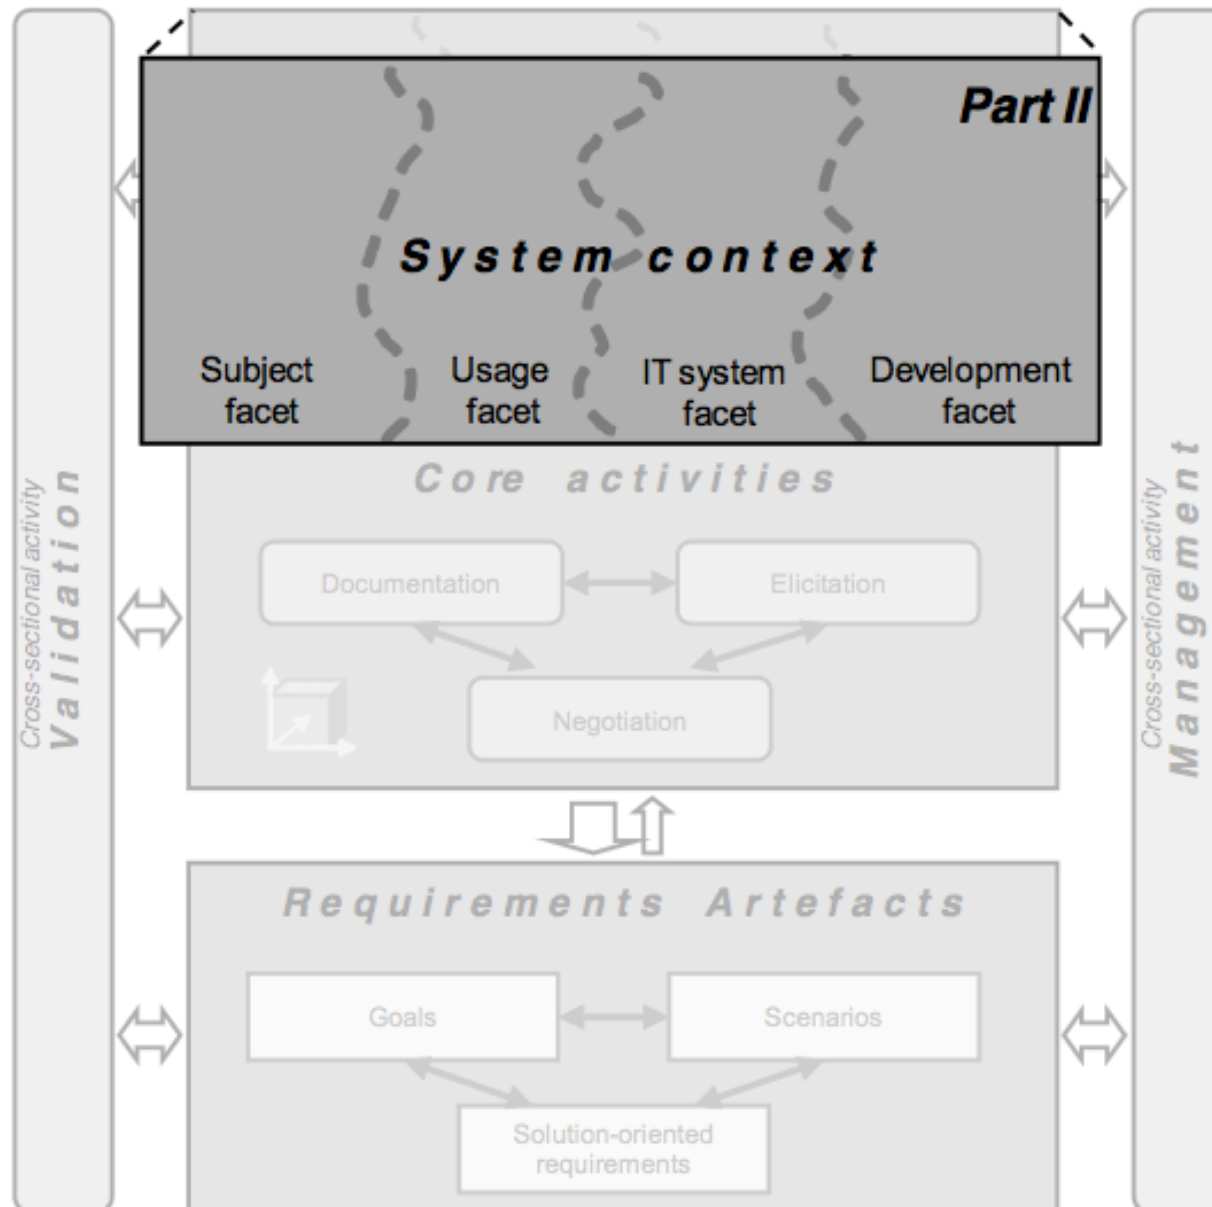 Part II
System context
Subject
facet
Usage
facet
IT system
facet
Development
facet
Core activities
Documentation
Elicitation
Negotiation
Requirements Artefacts
Goals
Scenarios
Solution-oriented
requirements
Cross-sectional activity
Validation
Cross-sectional activity
Management